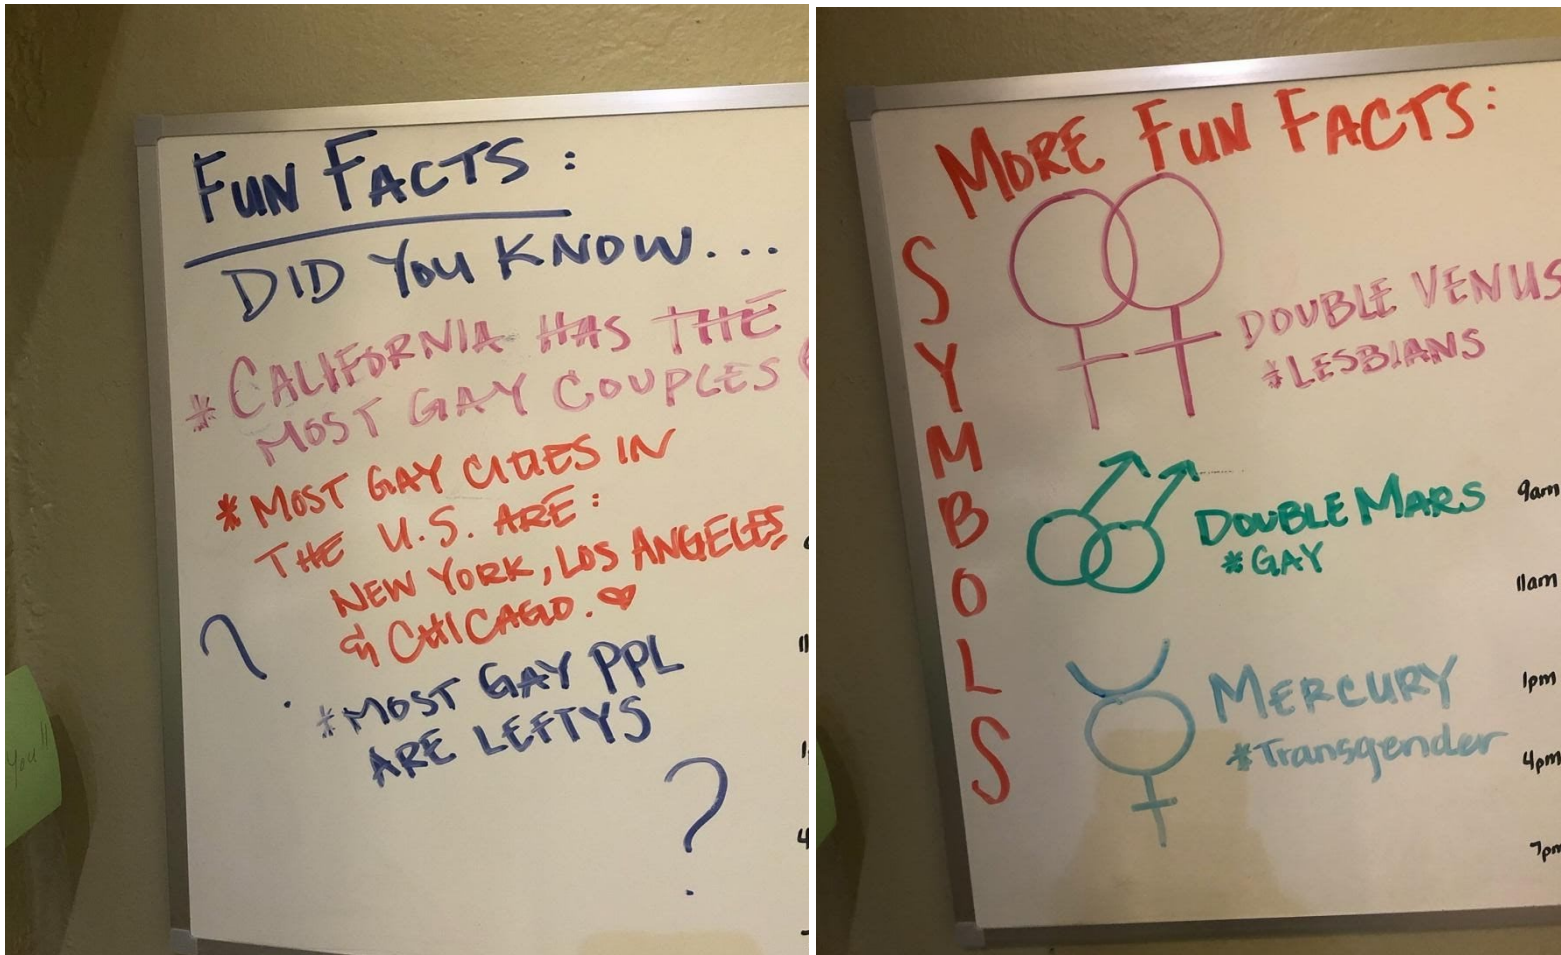 FUN FACTS:
DID YOU KNOW...
* CALIFORNIA HAS THE
MOST GAY COUPLES (
* MOST GAY CITIES IN
THE U.S. ARE:
NEW YORK, LOS ANGELES
& CHICAGO. ♥
?
* MOST GAY PPL
ARE LEFTYS
?
You!!
MORE FUN FACTS:
SYMBOLS
DOUBLE VENUS
*LESBIANS
DOUBLE MARS
*GAY
MERCURY
*Transgender
9am
11am
1pm
4pm
7pm